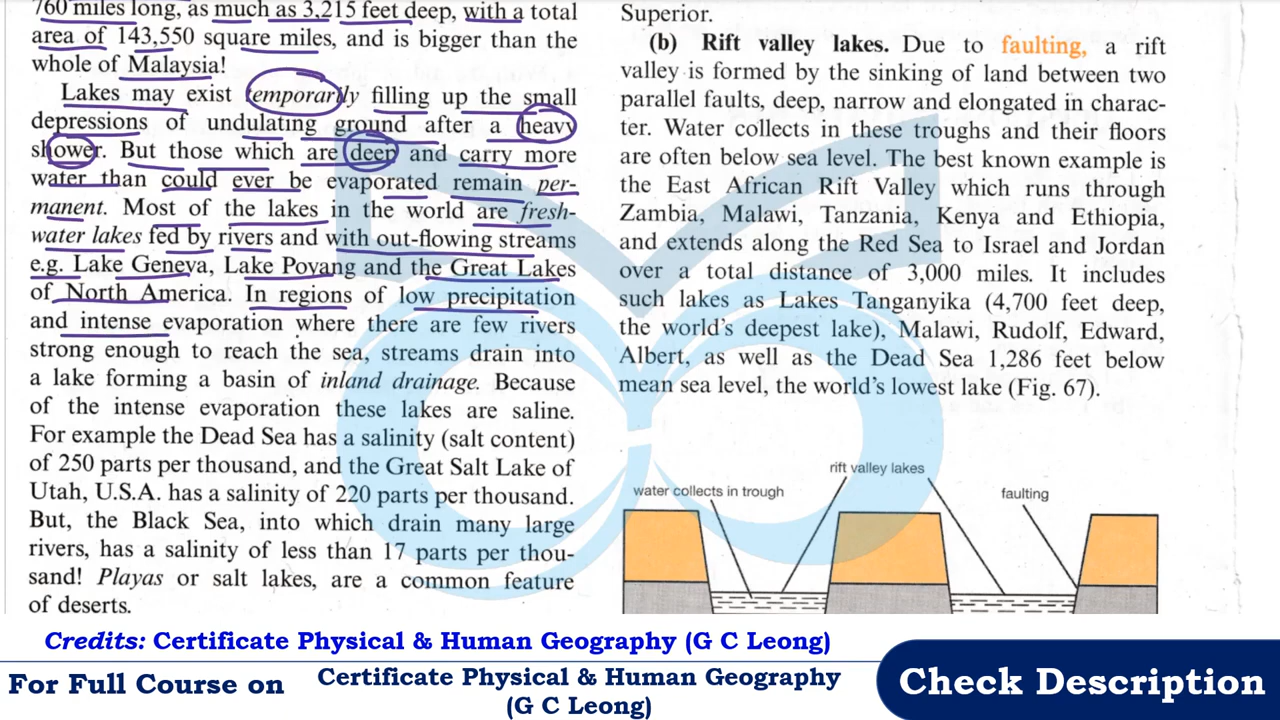 760 miles long, as much as 3,215 feet deep, with a total
area of 143,550 square miles, and is bigger than the
whole of Malaysia!
Lakes may exist temporarily filling up the small
depressions of undulating ground after a heavy
shower. But those which are deep and carry more
water than could ever be evaporated remain per-
manent. Most of the lakes in the world are fresh-
water lakes fed by rivers and with out-flowing streams
e.g. Lake Geneva, Lake Poyang and the Great Lakes
of North America. In regions of low precipitation
and intense evaporation where there are few rivers
strong enough to reach the sea, streams drain into
a lake forming a basin of inland drainage. Because
of the intense evaporation these lakes are saline.
For example the Dead Sea has a salinity (salt content)
of 250 parts per thousand, and the Great Salt Lake of
Utah, U.S.A. has a salinity of 220 parts per thousand.
But, the Black Sea, into which drain many large
rivers, has a salinity of less than 17 parts per thou-
sand! Playas or salt lakes, are a common feature
of deserts.
Superior.
(b) Rift valley lakes. Due to faulting, a rift
valley is formed by the sinking of land between two
parallel faults, deep, narrow and elongated in charac-
ter. Water collects in these troughs and their floors
are often below sea level. The best known example is
the East African Rift Valley which runs through
Zambia, Malawi, Tanzania, Kenya and Ethiopia,
and extends along the Red Sea to Israel and Jordan
over a total distance of 3,000 miles. It includes
such lakes as Lakes Tanganyika (4,700 feet deep,
the world's deepest lake), Malawi, Rudolf, Edward,
Albert, as well as the Dead Sea 1,286 feet below
mean sea level, the world's lowest lake (Fig. 67).
rift valley lakes
water collects in trough
faulting
Credits: Certificate Physical & Human Geography (G C Leong)
For Full Course on
Certificate Physical & Human Geography
(G C Leong)
Check Description